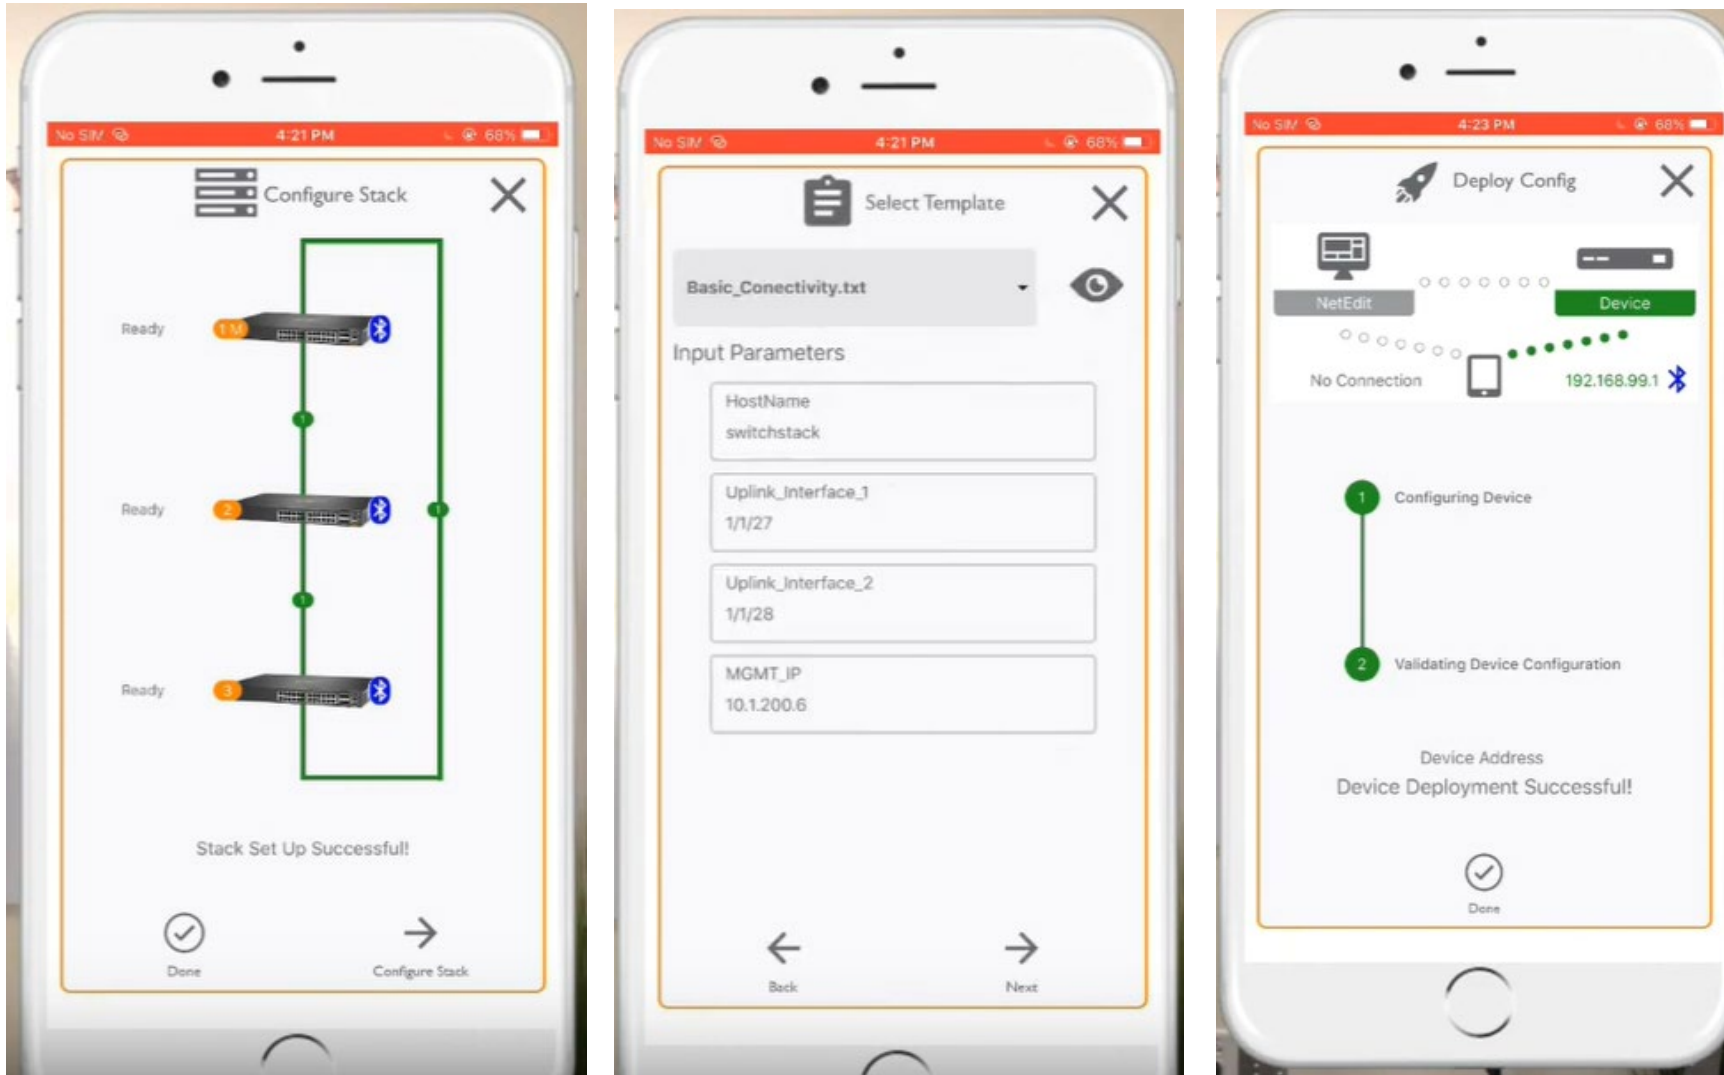 No SIM
4:21 PM
68%
Configure Stack
Ready
1 M
1
Ready
2
1
1
Ready
3
Stack Set Up Successful!
Done
Configure Stack
No SIM
4:21 PM
68%
Select Template
Basic_Conectivity.txt
Input Parameters
HostName
switchstack
Uplink_Interface_1
1/1/27
Uplink_Interface_2
1/1/28
MGMT_IP
10.1.200.6
Back
Next
No SIM
4:23 PM
68%
Deploy Config
NetEdit
Device
No Connection
192.168.99.1
1 Configuring Device
2 Validating Device Configuration
Device Address
Device Deployment Successful!
Done